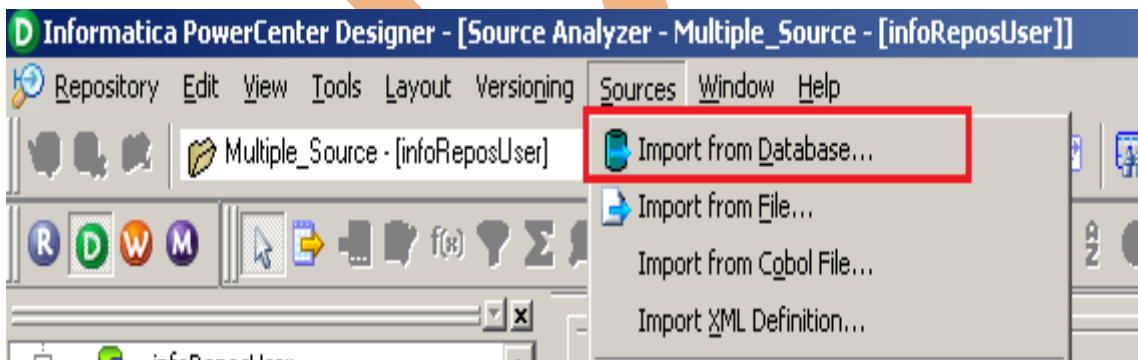 D Informatica PowerCenter Designer - [Source Analyzer - Multiple_Source - [infoReposUser]]
Repository Edit View Tools Layout Versioning Sources Window Help
Multiple_Source - [infoReposUser]
Import from Database...
Import from File...
R D W M f(x) Σ A Z
Import from Cobol File...
Import XML Definition...
infoReposUser